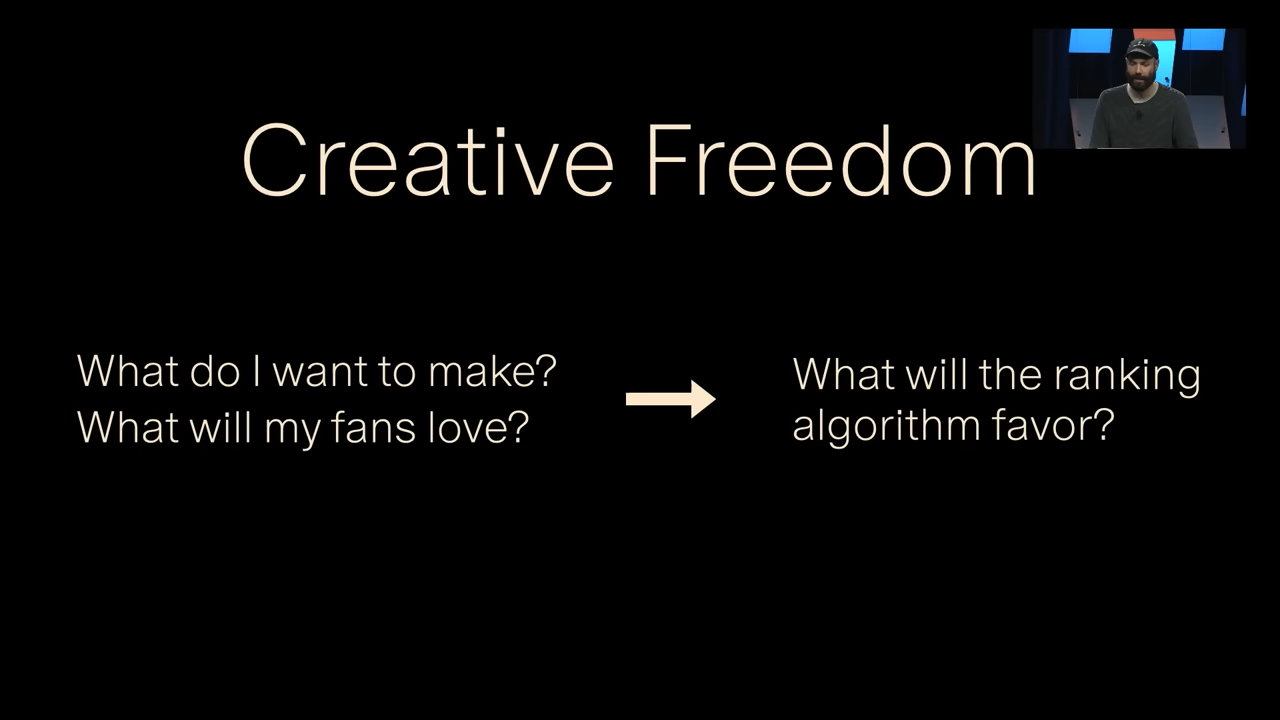 Creative Freedom
What do I want to make?
What will my fans love?
What will the ranking
algorithm favor?